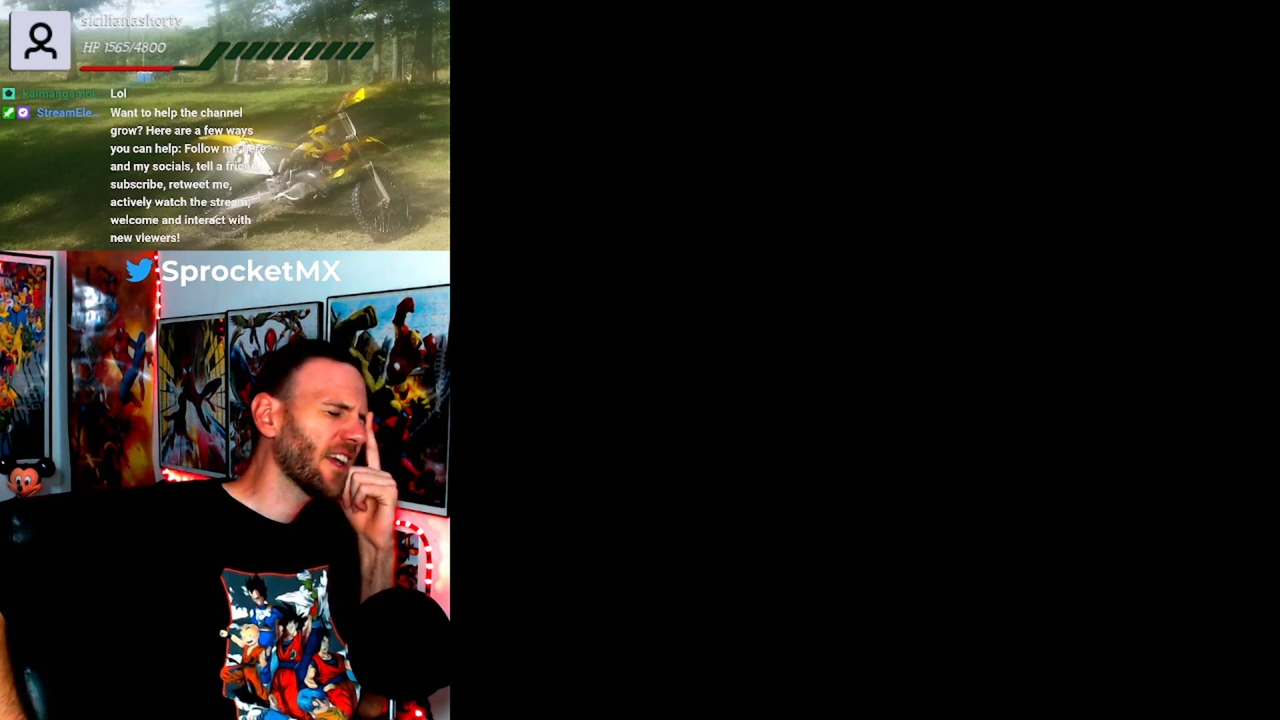 sicilianashorty
HP 1565/4800
Raimangambi...
Lol
StreamEle...
Want to help the channel
grow? Here are a few ways
you can help: Follow me here
and my socials, tell a friend,
subscribe, retweet me,
actively watch the stream,
welcome and interact with
new viewers!
SprocketMX